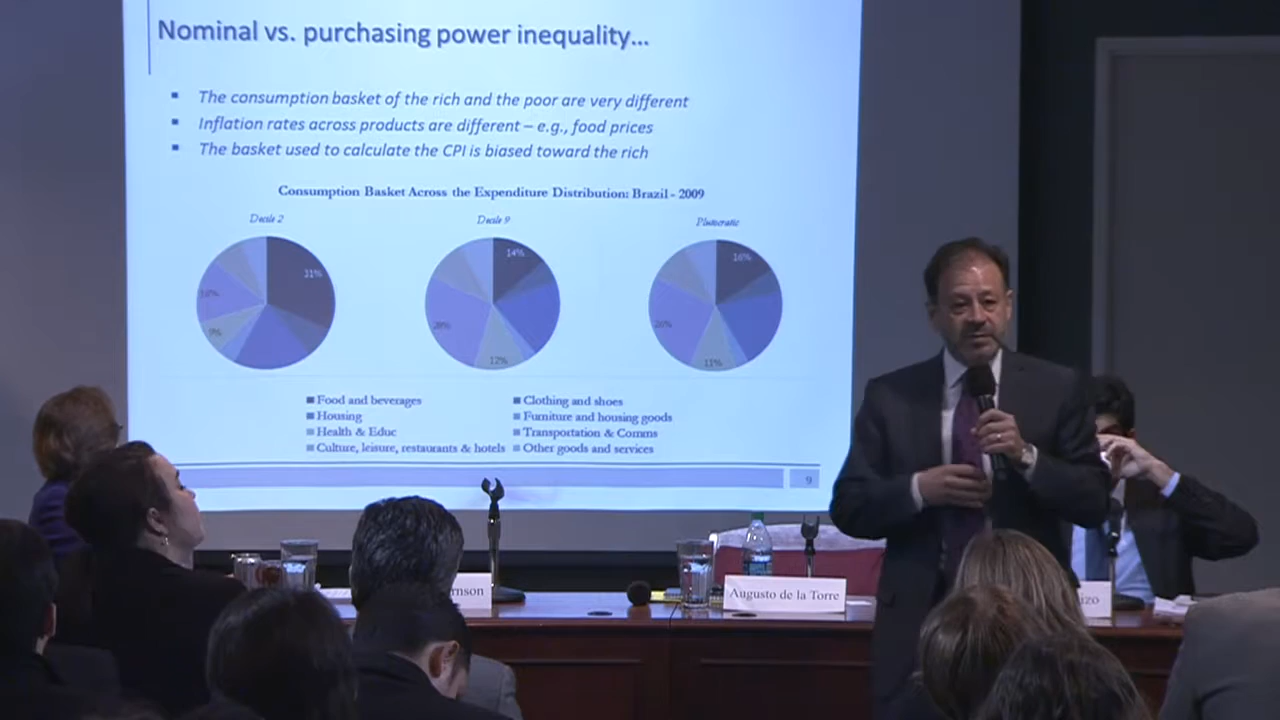 Nominal vs. purchasing power inequality…
▪ The consumption basket of the rich and the poor are very different
▪ Inflation rates across products are different – e.g., food prices
▪ The basket used to calculate the CPI is biased toward the rich
Consumption Basket Across the Expenditure Distribution: Brazil - 2009
Decile 2
Decile 9
Plutocratic
31%
9%
14%
28%
12%
16%
26%
11%
Food and beverages
Clothing and shoes
Housing
Furniture and housing goods
Health & Educ
Transportation & Comms
Culture, leisure, restaurants & hotels
Other goods and services
9
rnson
Augusto de la Torre